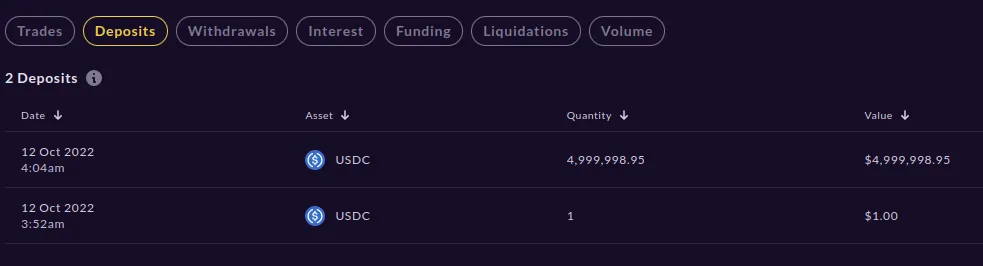 Trades Deposits Withdrawals Interest Funding Liquidations Volume
2 Deposits
Date Asset Quantity Value
12 Oct 2022
4:04am
USDC 4,999,998.95 $4,999,998.95
12 Oct 2022
3:52am
USDC 1 $1.00